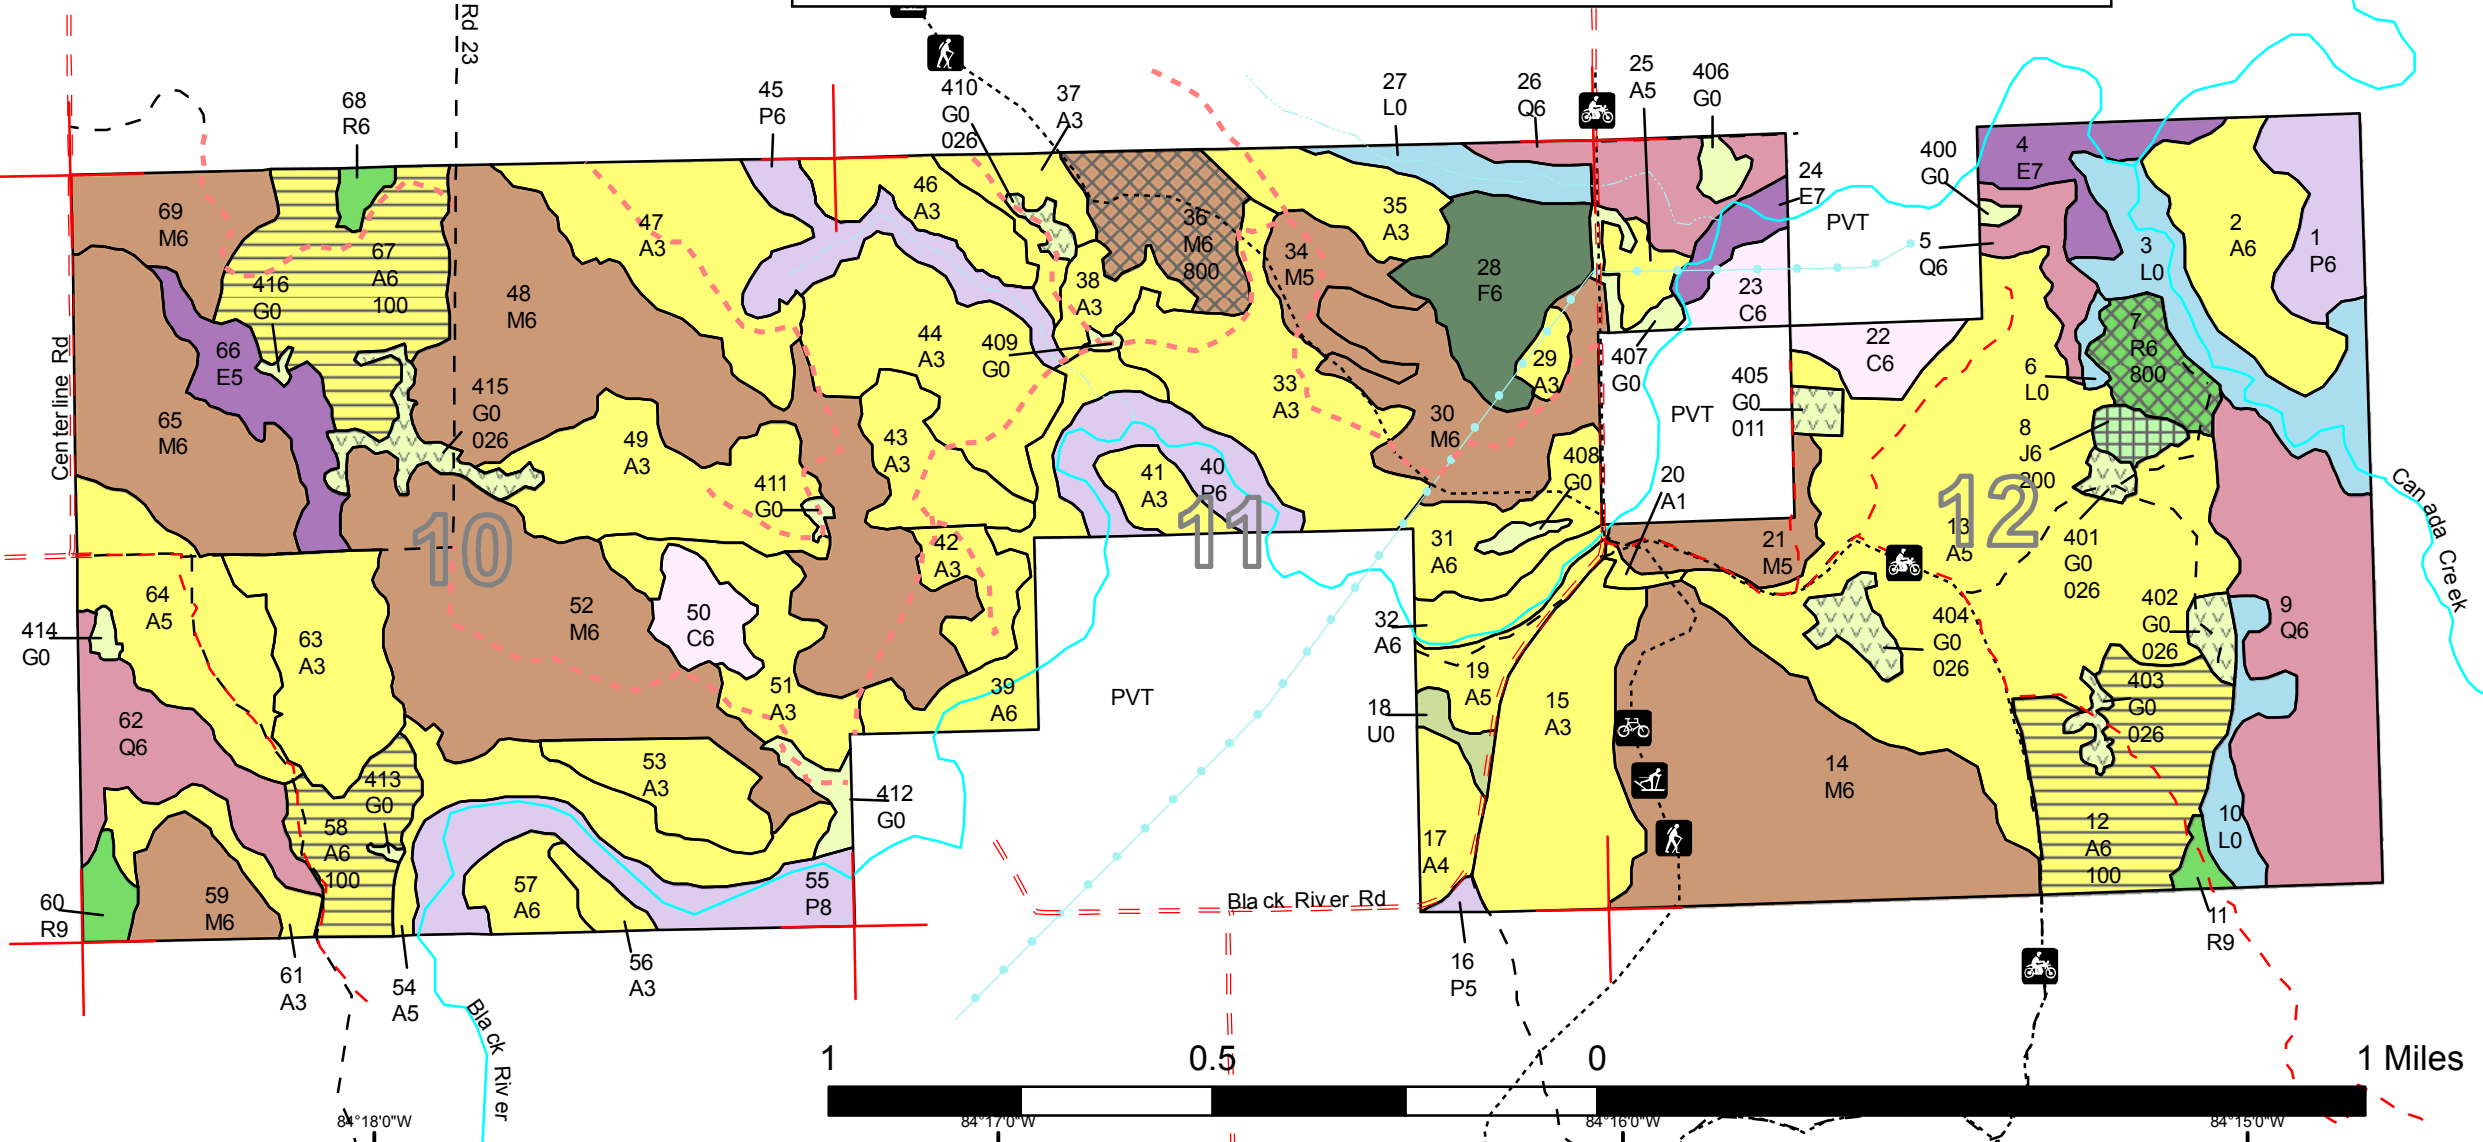 Rd 23
68
R6
45
P6
410
G0
026
37
A3
27
L0
26
Q6
25
A5
406
G0
400
G0
24
E7
PVT
4
E7
5
Q6
3
L0
2
A6
1
P6
69
M6
67
A6
100
416
G0
48
M6
47
A3
46
A3
36
M6
800
38
A3
34
M5
35
A3
28
F6
23
C6
22
C6
66
E5
65
M6
Centerline Rd
415
G0
026
44
A3
409
G0
33
A3
29
A3
407
G0
405
G0
011
PVT
6
L0
7
R6
800
8
J6
200
49
A3
43
A3
411
G0
41
A3
40
P6
30
M6
408
G0
20
A1
10
11
12
13
A5
401
G0
026
Canada Creek
42
A3
31
A6
21
M5
64
A5
414
G0
63
A3
52
M6
50
C6
51
A3
39
A6
PVT
32
A6
19
A5
18
U0
15
A3
404
G0
026
402
G0
026
403
G0
026
9
Q6
62
Q6
53
A3
413
G0
412
G0
58
A6
100
14
M6
17
A4
12
A6
100
10
L0
60
R9
59
M6
57
A6
55
P8
Black River Rd
11
R9
61
A3
54
A5
56
A3
16
P5
Black River
1
0.5
0
1 Miles
84°18'0"W
84°17'0"W
84°16'0"W
84°15'0"W